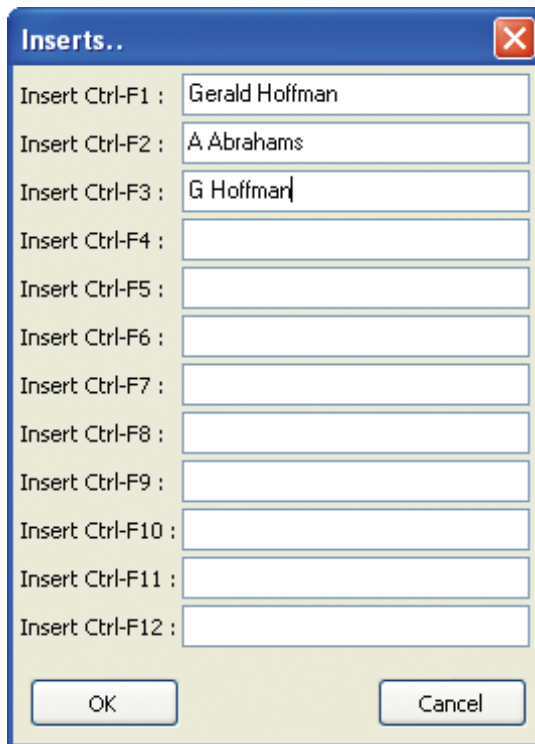 Inserts..
Insert Ctrl-F1 : Gerald Hoffman
Insert Ctrl-F2 : A Abrahams
Insert Ctrl-F3 : G Hoffman
Insert Ctrl-F4 :
Insert Ctrl-F5 :
Insert Ctrl-F6 :
Insert Ctrl-F7 :
Insert Ctrl-F8 :
Insert Ctrl-F9 :
Insert Ctrl-F10 :
Insert Ctrl-F11 :
Insert Ctrl-F12 :
OK Cancel